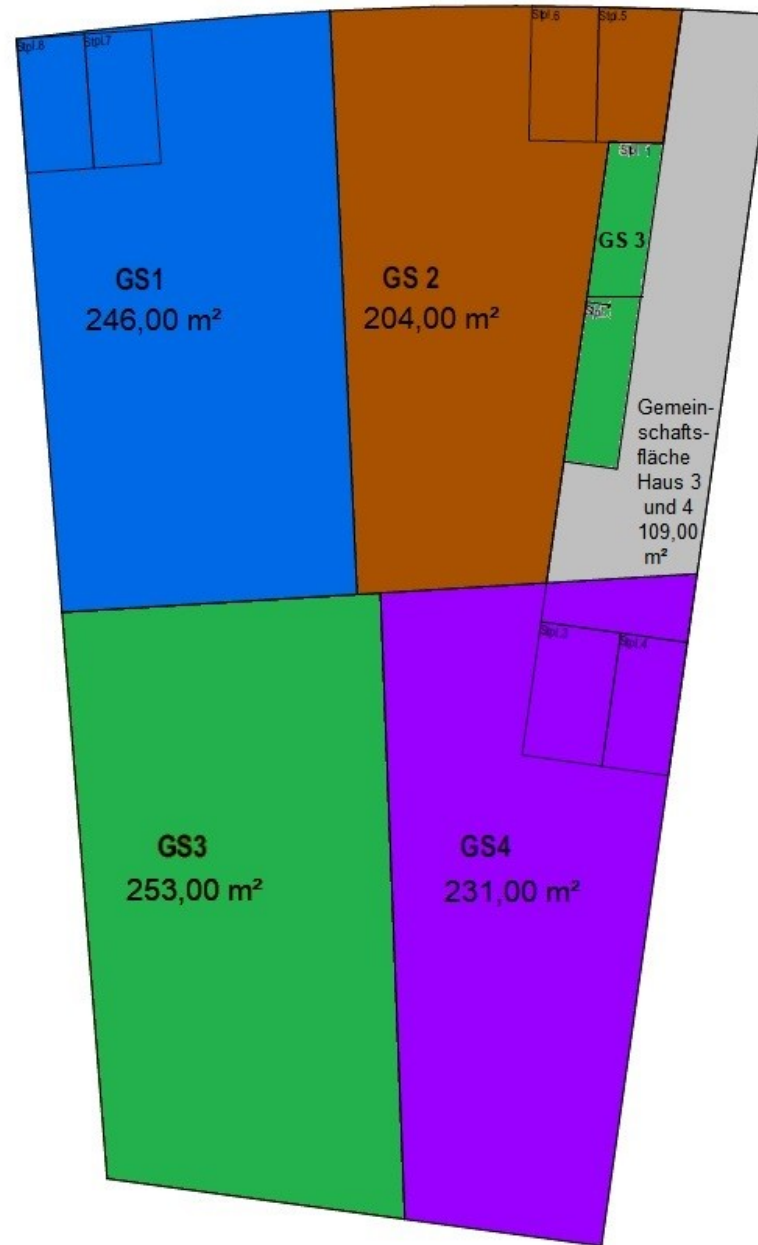 Stpl.8
Stpl.7
Stpl.6
Stpl.5
Stpl. 1
GS 3
GS1
246,00 m²
GS 2
204,00 m²
Gemein-
schafts-
fläche
Haus 3
und 4
109,00
m²
Stpl.3
Stpl.4
GS3
253,00 m²
GS4
231,00 m²